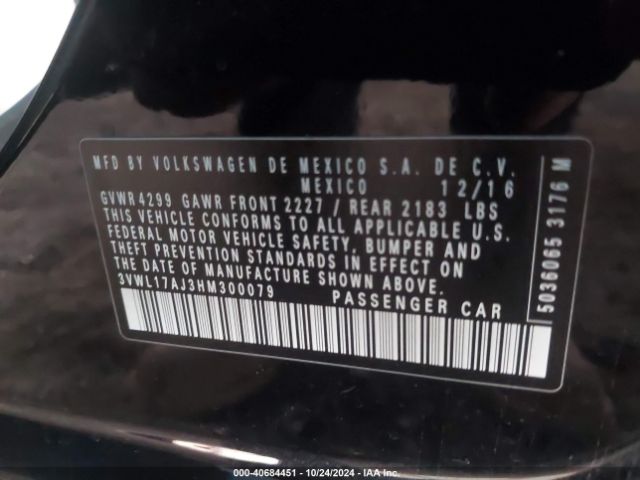 MFD BY VOLKSWAGEN DE MEXICO S.A. DE C.V.
MEXICO 12/16
GVWR 4299 GAWR FRONT 2227 / REAR 2183 LBS
THIS VEHICLE CONFORMS TO ALL APPLICABLE U.S.
FEDERAL MOTOR VEHICLE SAFETY, BUMPER AND
THEFT PREVENTION STANDARDS IN EFFECT ON
THE DATE OF MANUFACTURE SHOWN ABOVE.
3VWL17AJ3HM300079 PASSENGER CAR
5036065 3176 M
000-40684451 - 10/24/2024 - IAA Inc.